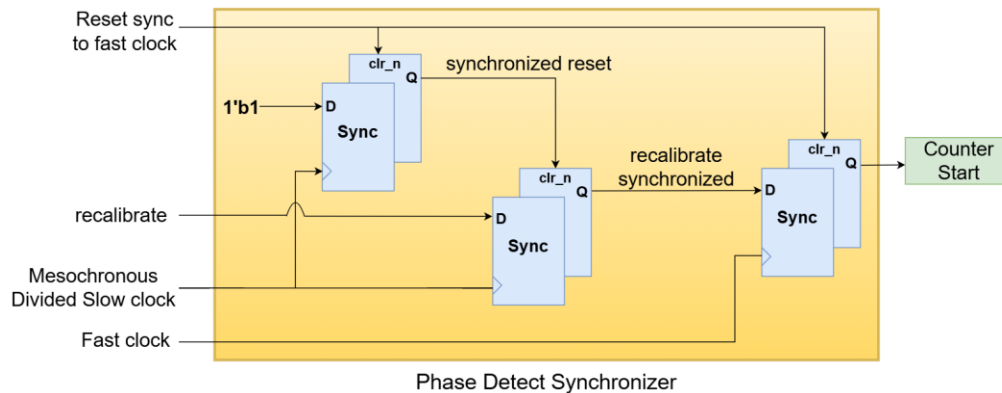 Reset sync
to fast clock
clr_n
Q
synchronized reset
1'b1
D
Sync
clr_n
Q
recalibrate
synchronized
clr_n
Q
Counter
Start
D
Sync
recalibrate
D
Sync
Mesochronous
Divided Slow clock
Fast clock
Phase Detect Synchronizer